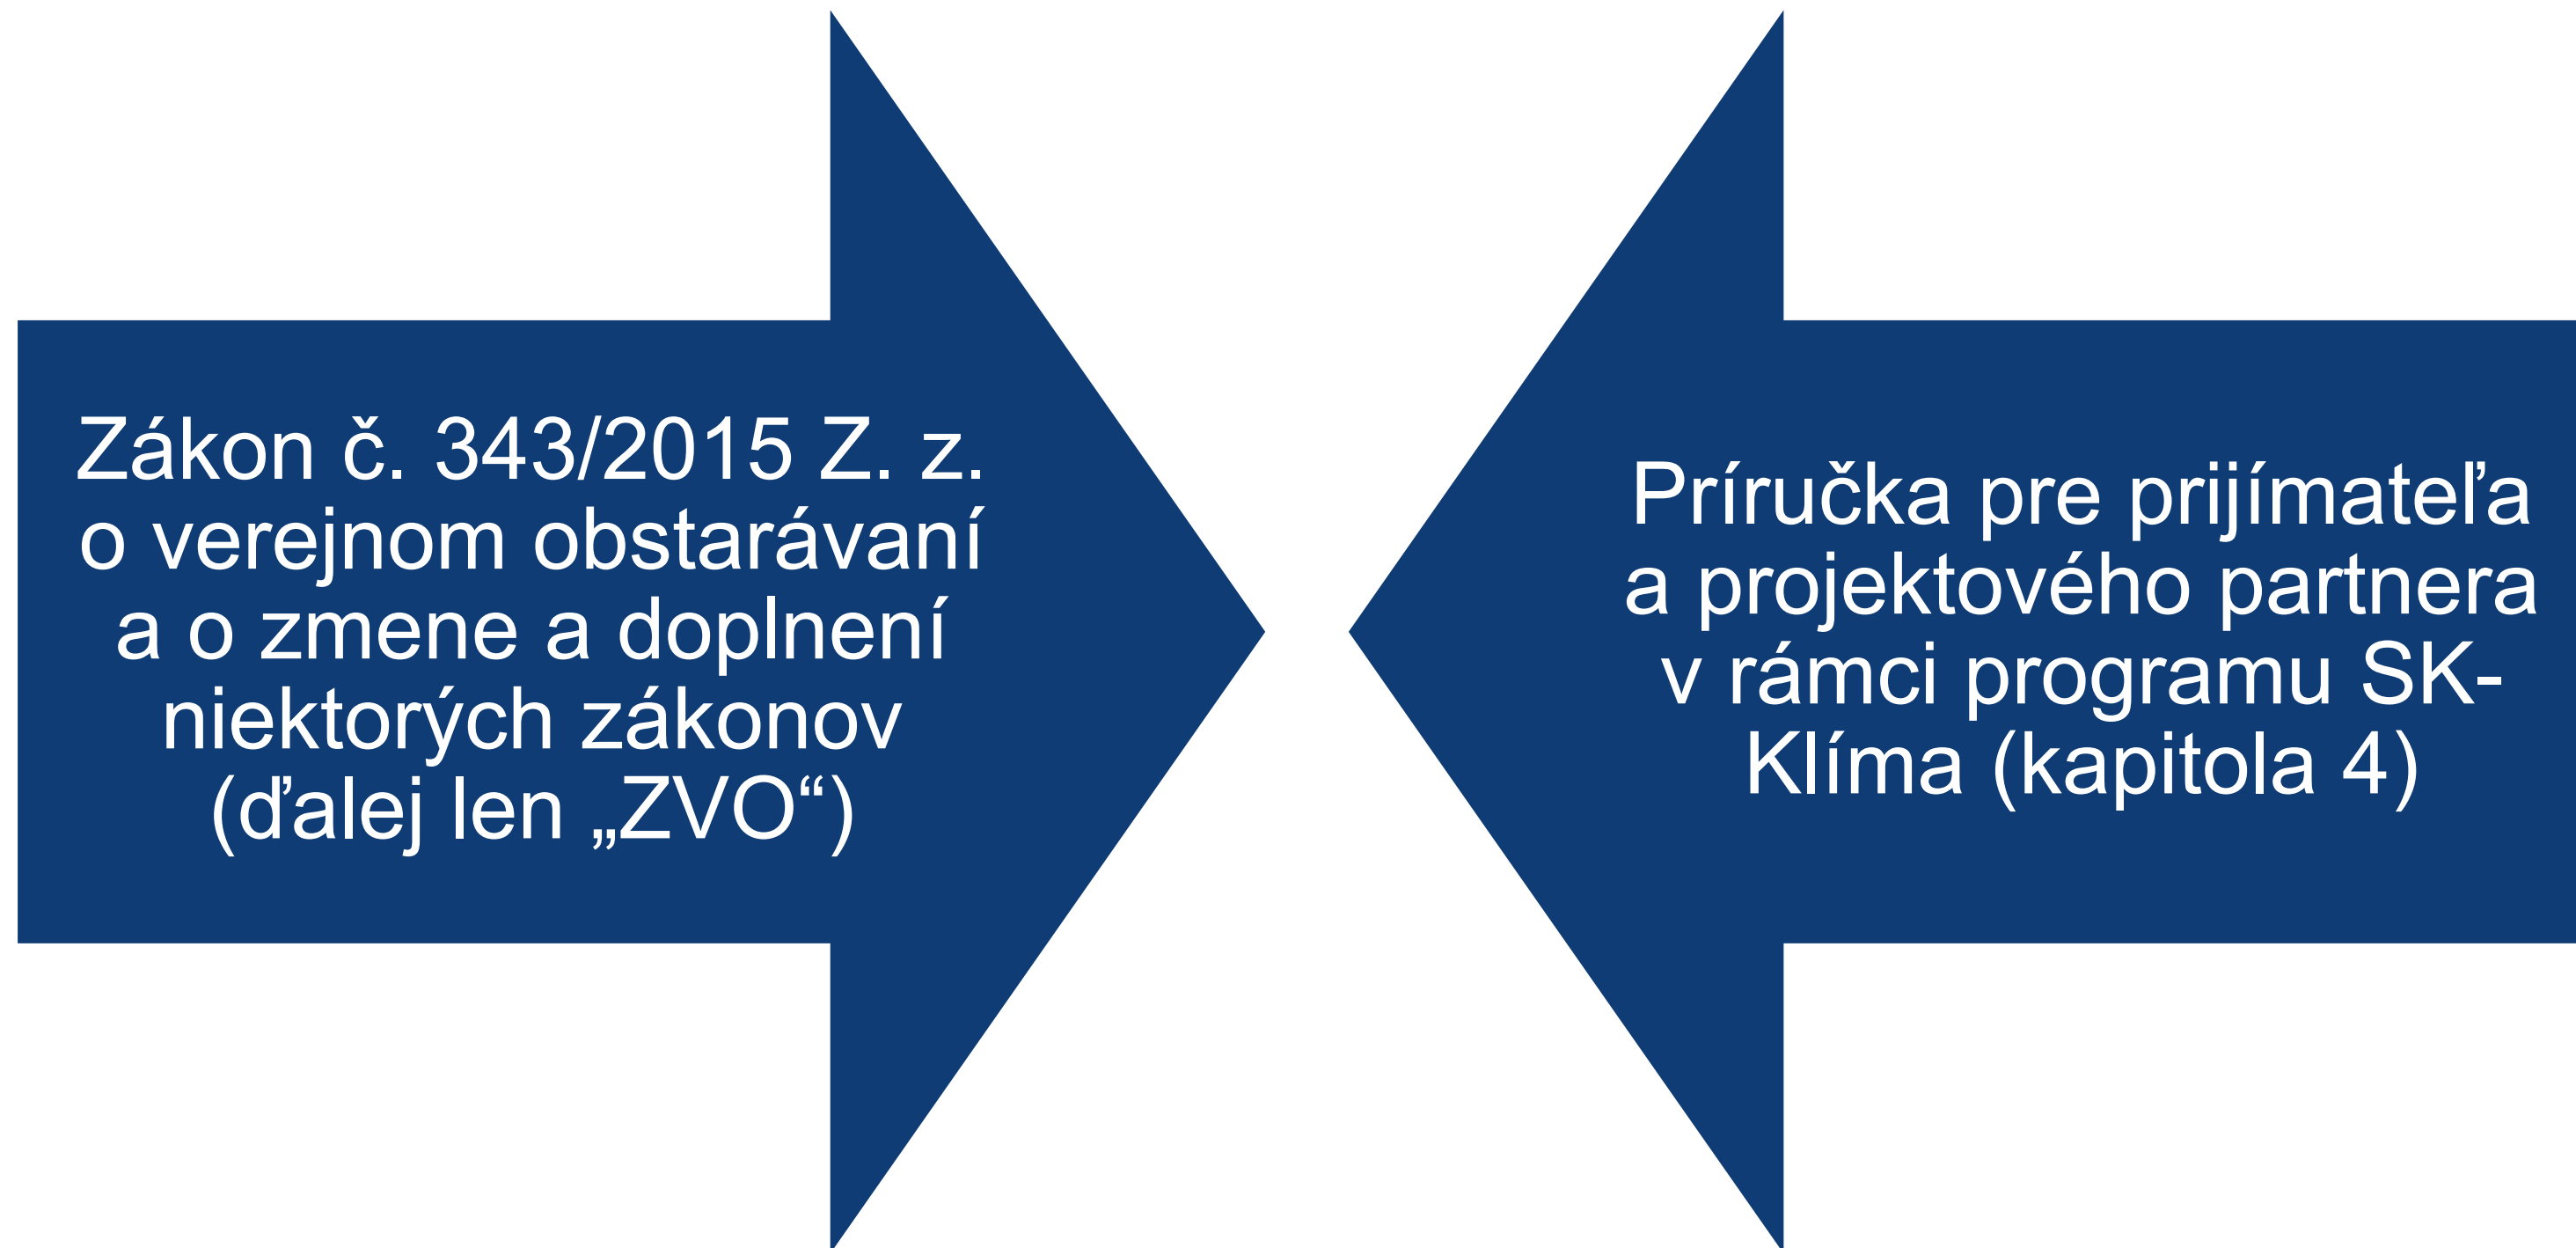 Zákon č. 343/2015 Z. z.
o verejnom obstarávaní
a o zmene a doplnení
niektorých zákonov
(ďalej len „ZVO“)
Príručka pre prijímateľa
a projektového partnera
v rámci programu SK-
Klíma (kapitola 4)